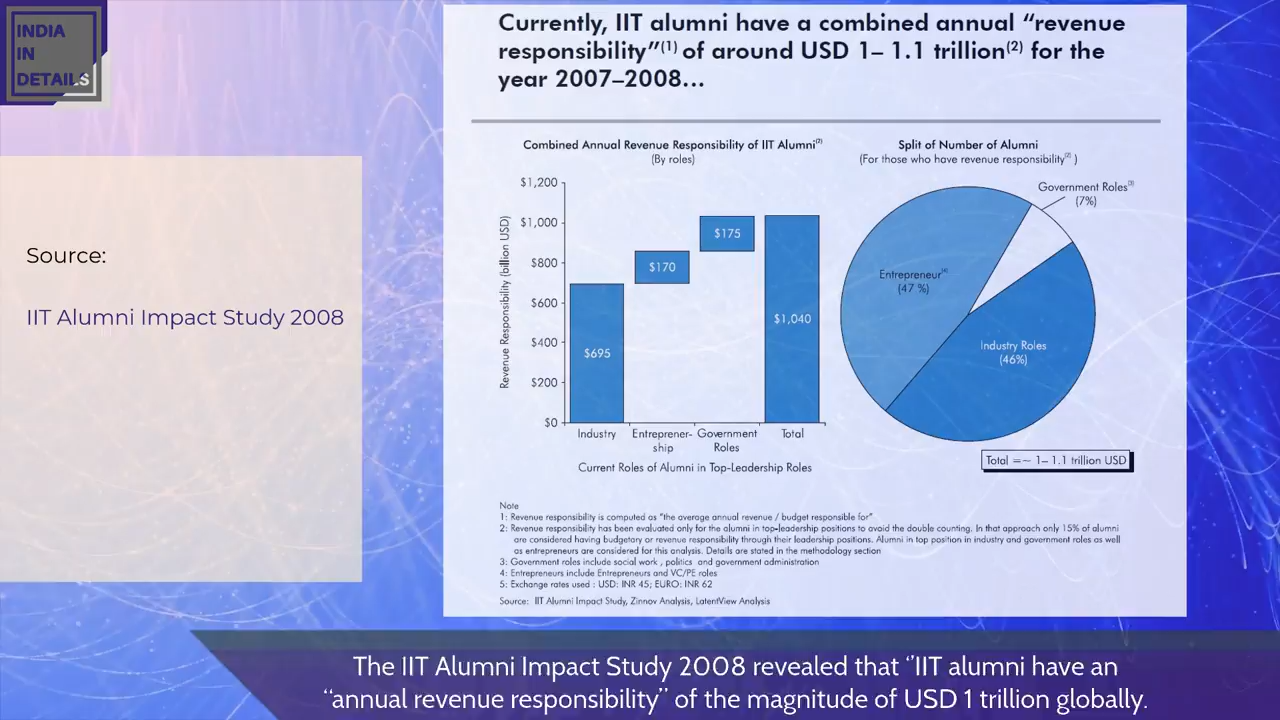 INDIA
IN
DETAILS
Currently, IIT alumni have a combined annual “revenue
responsibility”(1) of around USD 1– 1.1 trillion(2) for the
year 2007–2008...
Source:
IIT Alumni Impact Study 2008
Combined Annual Revenue Responsibility of IIT Alumni(2)
(By roles)
Revenue Responsibility (billion USD)
$1,200
$1,000
$800
$600
$400
$200
$0
$695
$170
$175
$1,040
Industry
Entreprener-
ship
Government
Roles
Total
Current Roles of Alumni in Top-Leadership Roles
Split of Number of Alumni
(For those who have revenue responsibility(2) )
Government Roles(3)
(7%)
Entrepreneur(4)
(47 %)
Industry Roles
(46%)
Total =~ 1– 1.1 trillion USD
Note
1: Revenue responsibility is computed as “the average annual revenue / budget responsible for”
2: Revenue responsibility has been evaluated only for the alumni in top-leadership positions to avoid the double counting. In that approach only 15% of alumni
are considered having budgetary or revenue responsibility through their leadership positions. Alumni in top position in industry and government roles as well
as entrepreneurs are considered for this analysis. Details are stated in the methodology section
3: Government roles include social work , politics and government administration
4: Entrepreneurs include Entrepreneurs and VC/PE roles
5: Exchange rates used : USD: INR 45; EURO: INR 62
Source: IIT Alumni Impact Study, Zinnov Analysis, LatentView Analysis
The IIT Alumni Impact Study 2008 revealed that “IIT alumni have an
“annual revenue responsibility” of the magnitude of USD 1 trillion globally.